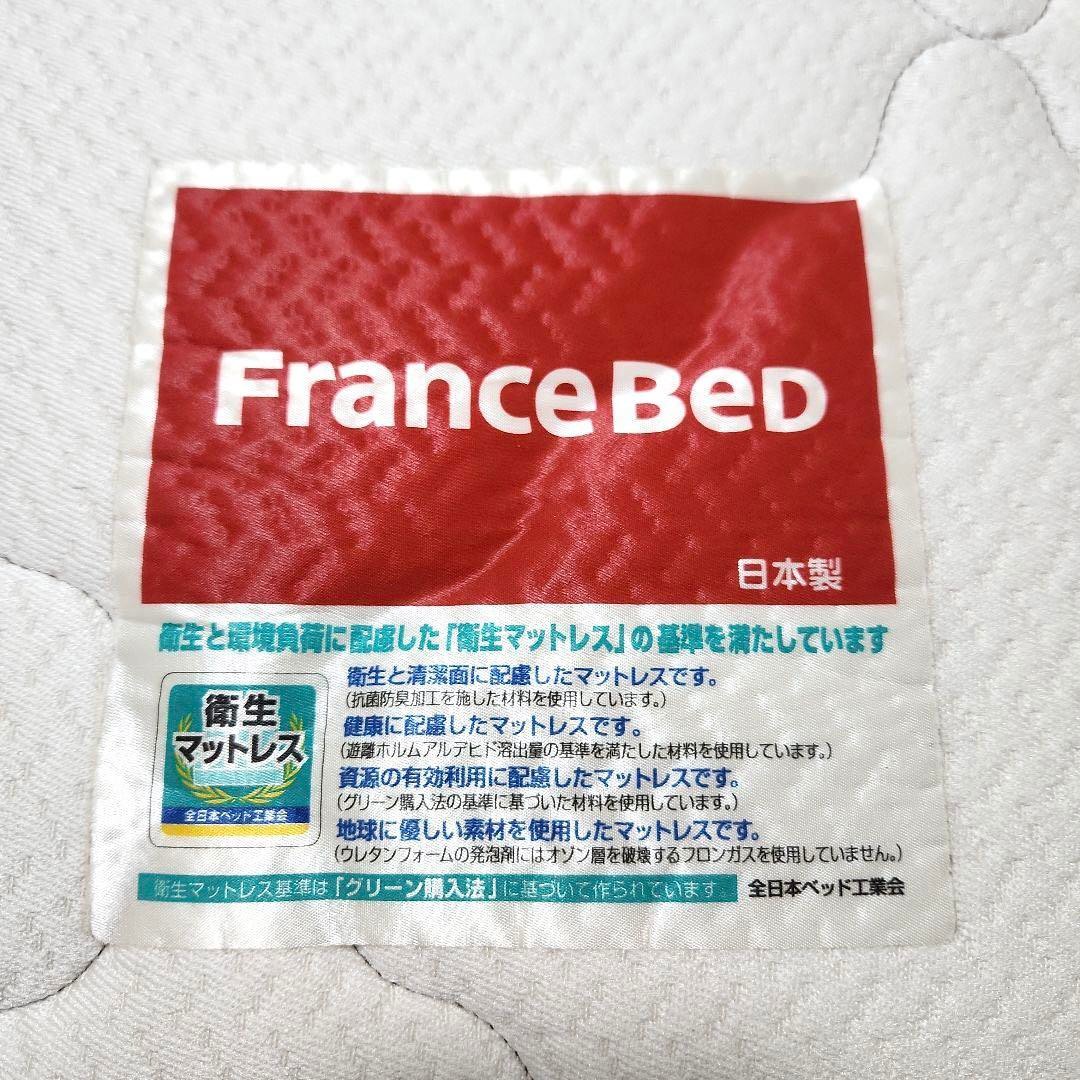 FranceBeD
日本製
衛生と環境負荷に配慮した「衛生マットレス」の基準を満たしています
衛生と清潔面に配慮したマットレスです。
(抗菌防臭加工を施した材料を使用しています。)
健康に配慮したマットレスです。
(遊離ホルムアルデヒド溶出量の基準を満たした材料を使用しています。)
資源の有効利用に配慮したマットレスです。
(グリーン購入法の基準に基づいた材料を使用しています。)
地球に優しい素材を使用したマットレスです。
(ウレタンフォームの発泡剤にはオゾン層を破壊するフロンガスを使用していません。)
衛生
マットレス
全日本ベッド工業会
衛生マットレス基準は「グリーン購入法」に基づいて作られています。
全日本ベッド工業会